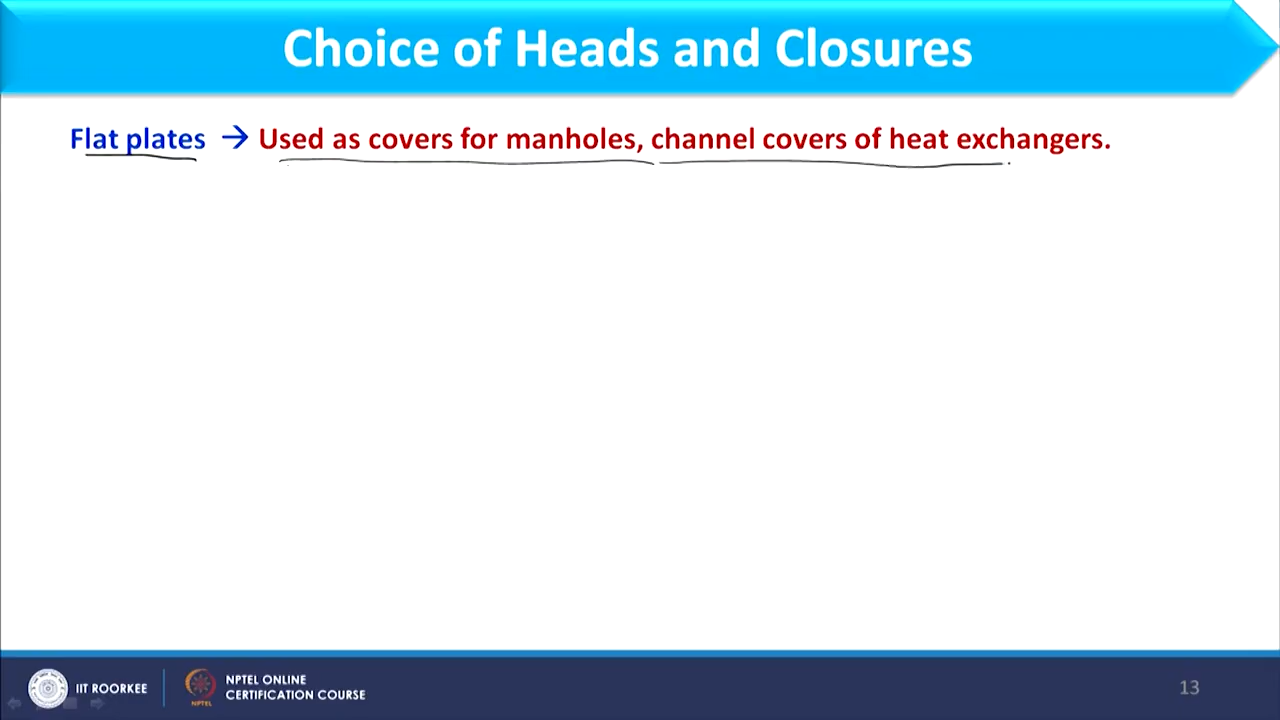 Choice of Heads and Closures
Flat plates → Used as covers for manholes, channel covers of heat exchangers.
IIT ROORKEE
NPTEL ONLINE
CERTIFICATION COURSE
NPTEL
13